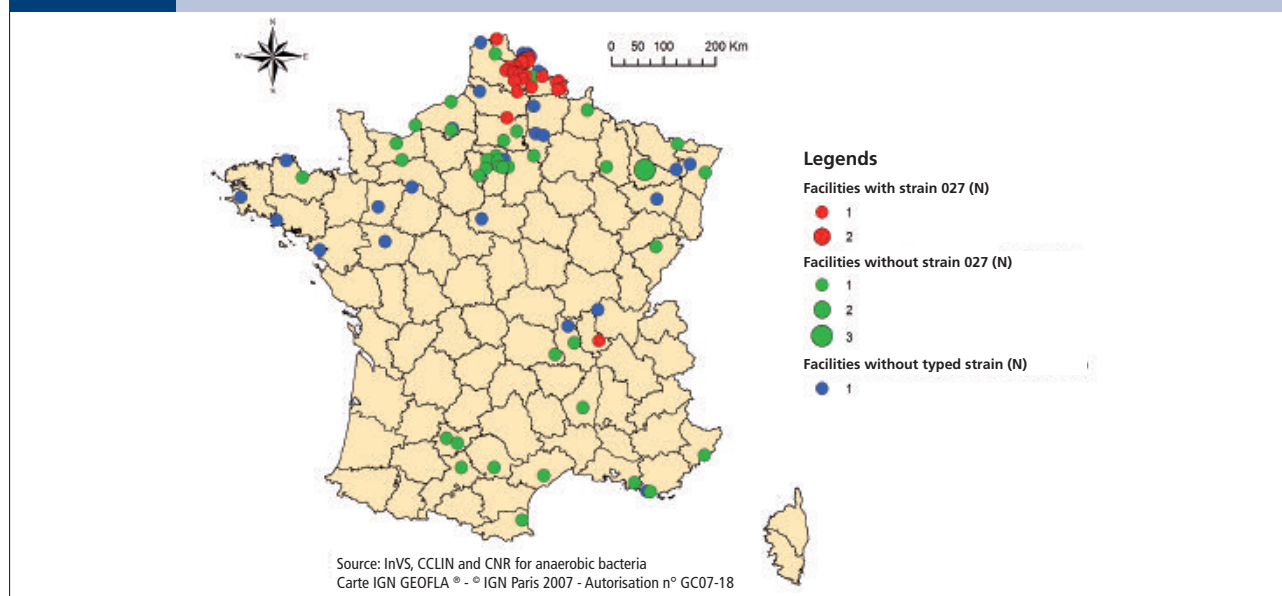 N
W
E
S
0 50 100 200 Km
Legends
Facilities with strain 027 (N)
1
2
Facilities without strain 027 (N)
1
2
3
Facilities without typed strain (N)
1
Source: InVS, CCLIN and CNR for anaerobic bacteria
Carte IGN GEOFLA ® - © IGN Paris 2007 - Autorisation n° GC07-18